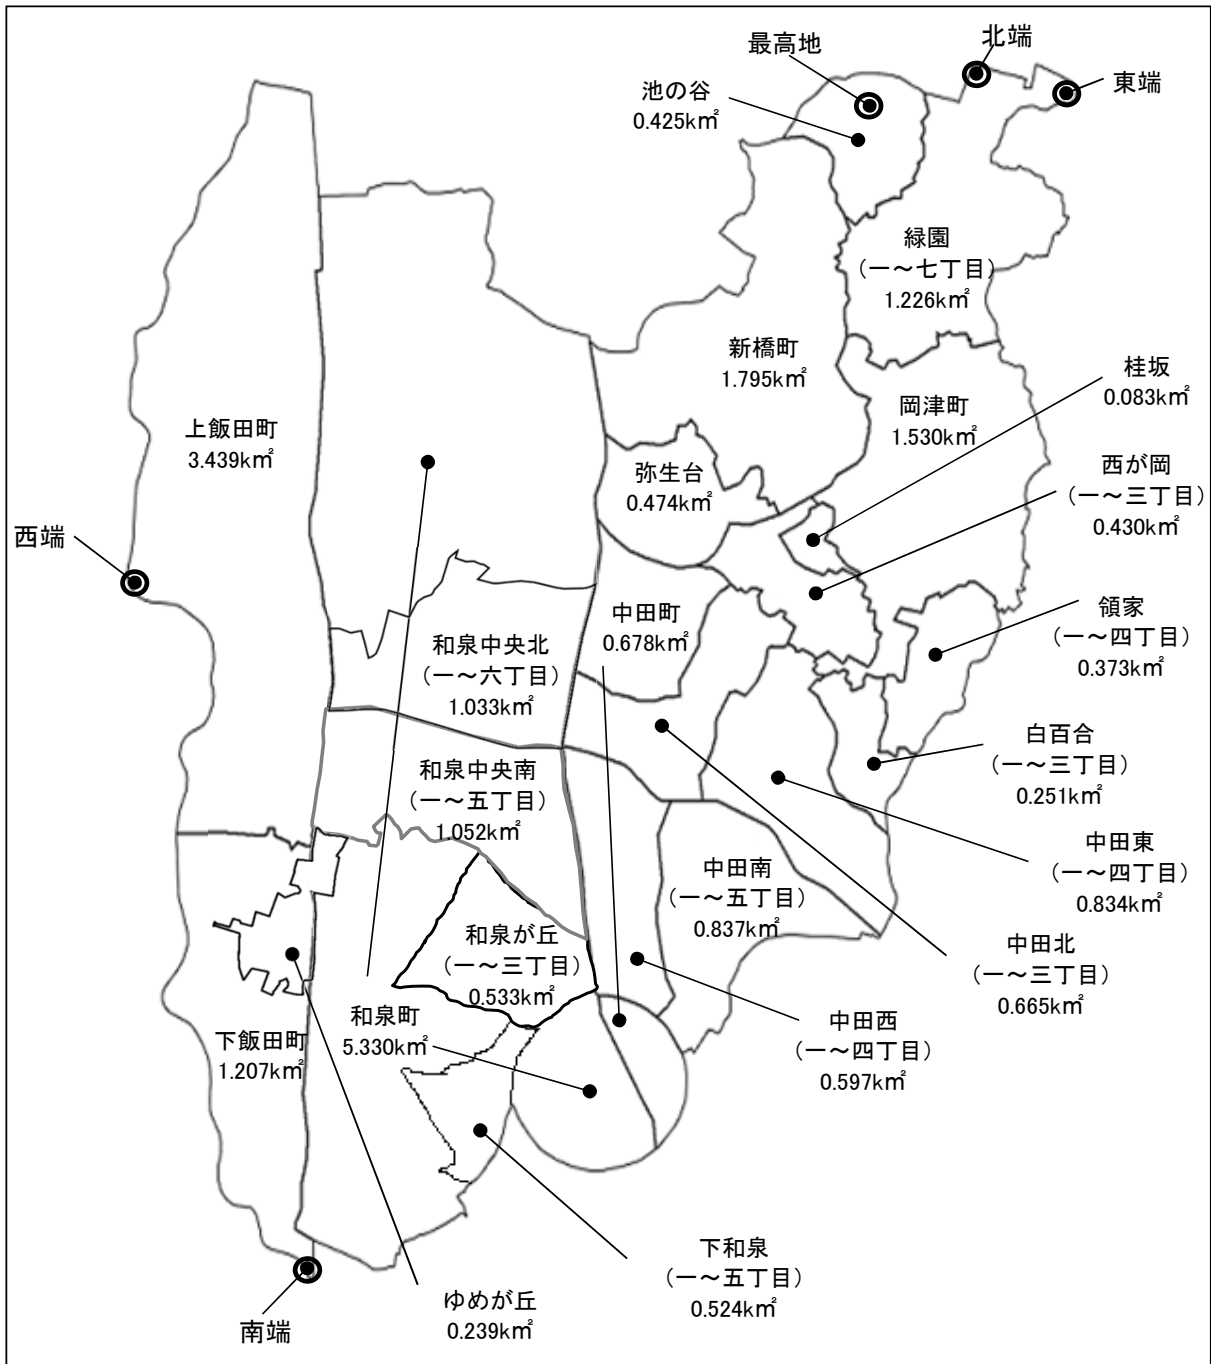 北端
最高地
東端
池の谷
0.425k㎡
緑園
（一～七丁目）
1.226k㎡
新橋町
1.795k㎡
桂坂
0.083k㎡
岡津町
1.530k㎡
上飯田町
3.439k㎡
西が岡
（一～三丁目）
0.430k㎡
弥生台
0.474k㎡
西端
領家
（一～四丁目）
0.373k㎡
中田町
0.678k㎡
和泉中央北
（一～六丁目）
1.033k㎡
白百合
（一～三丁目）
0.251k㎡
和泉中央南
（一～五丁目）
1.052k㎡
中田東
（一～四丁目）
0.834k㎡
中田南
（一～五丁目）
0.837k㎡
和泉が丘
（一～三丁目）
0.533k㎡
中田北
（一～三丁目）
0.665k㎡
和泉町
5.330k㎡
中田西
（一～四丁目）
0.597k㎡
下飯田町
1.207k㎡
下和泉
（一～五丁目）
0.524k㎡
ゆめが丘
0.239k㎡
南端